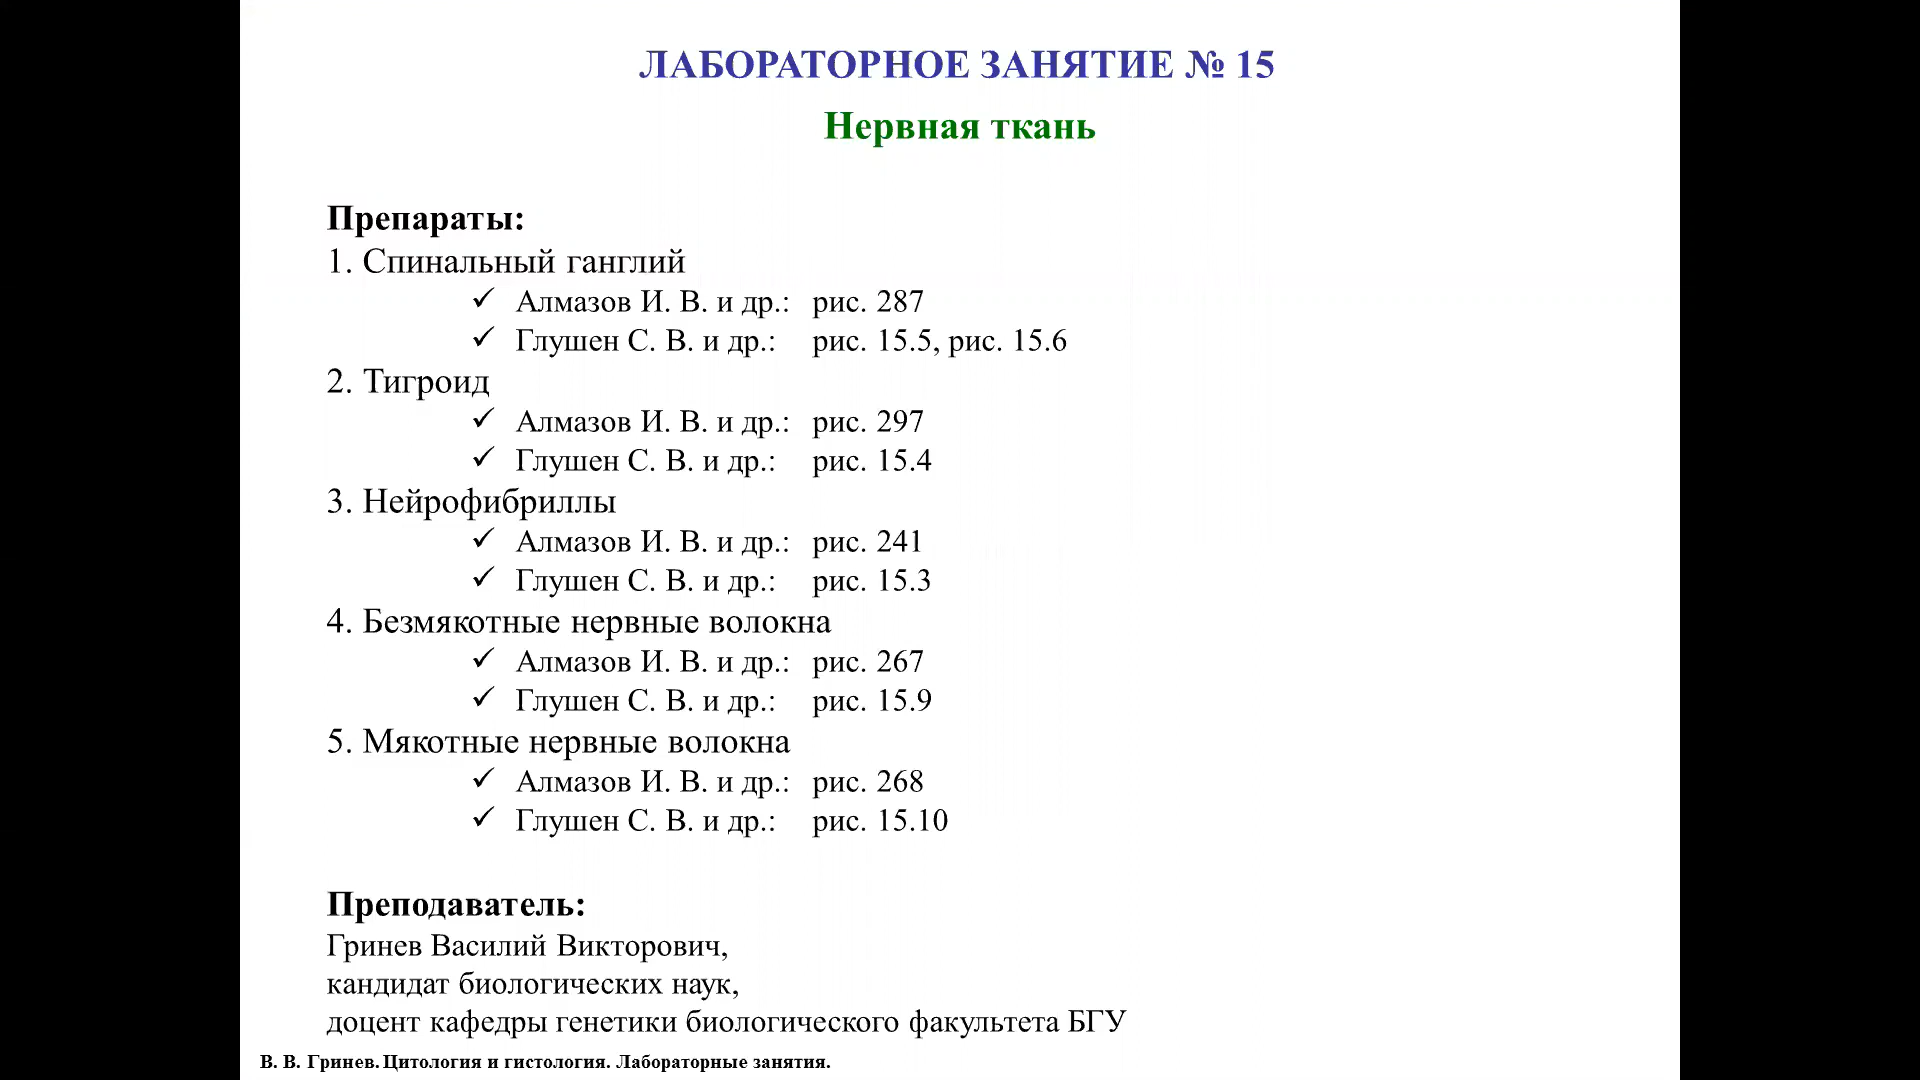 ЛАБОРАТОРНОЕ ЗАНЯТИЕ № 15
Нервная ткань
Препараты:
1. Спинальный ганглий
✓ Алмазов И. В. и др.: рис. 287
✓ Глушен С. В. и др.: рис. 15.5, рис. 15.6
2. Тигроид
✓ Алмазов И. В. и др.: рис. 297
✓ Глушен С. В. и др.: рис. 15.4
3. Нейрофибриллы
✓ Алмазов И. В. и др.: рис. 241
✓ Глушен С. В. и др.: рис. 15.3
4. Безмякотные нервные волокна
✓ Алмазов И. В. и др.: рис. 267
✓ Глушен С. В. и др.: рис. 15.9
5. Мякотные нервные волокна
✓ Алмазов И. В. и др.: рис. 268
✓ Глушен С. В. и др.: рис. 15.10
Преподаватель:
Гринев Василий Викторович,
кандидат биологических наук,
доцент кафедры генетики биологического факультета БГУ
В. В. Гринев. Цитология и гистология. Лабораторные занятия.